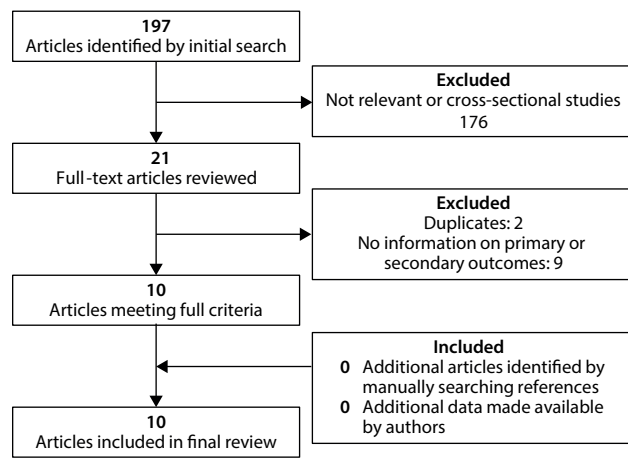 197
Articles identified by initial search
Excluded
Not relevant or cross-sectional studies
176
21
Full-text articles reviewed
Excluded
Duplicates: 2
No information on primary or
secondary outcomes: 9
10
Articles meeting full criteria
Included
0 Additional articles identified by
manually searching references
0 Additional data made available
by authors
10
Articles included in final review